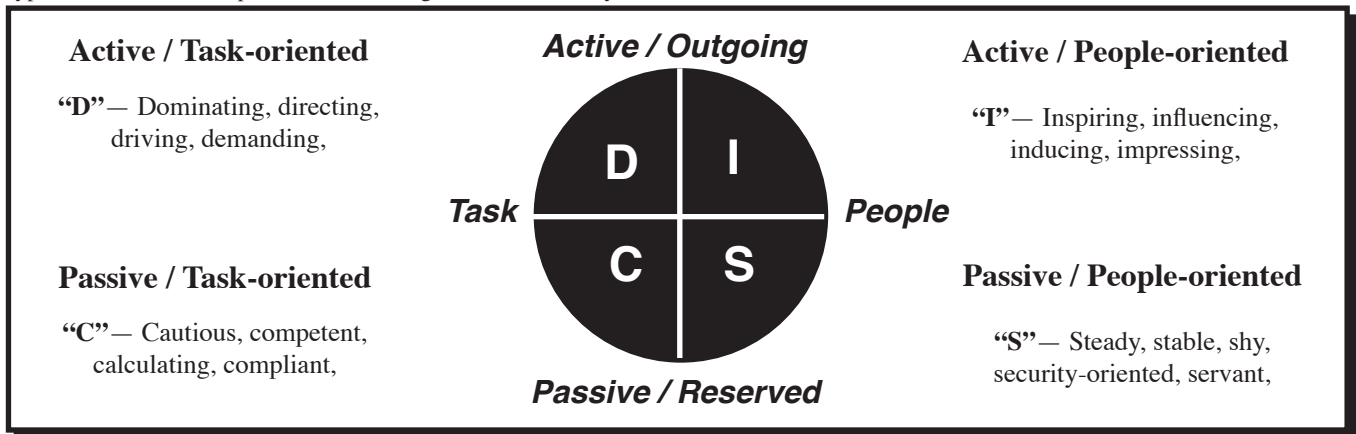 Active / Task-oriented
“D”— Dominating, directing,
driving, demanding,
Active / Outgoing
Active / People-oriented
“I”— Inspiring, influencing,
inducing, impressing,
D
I
Task
People
C
S
Passive / Task-oriented
“C”— Cautious, competent,
calculating, compliant,
Passive / Reserved
Passive / People-oriented
“S”— Steady, stable, shy,
security-oriented, servant,